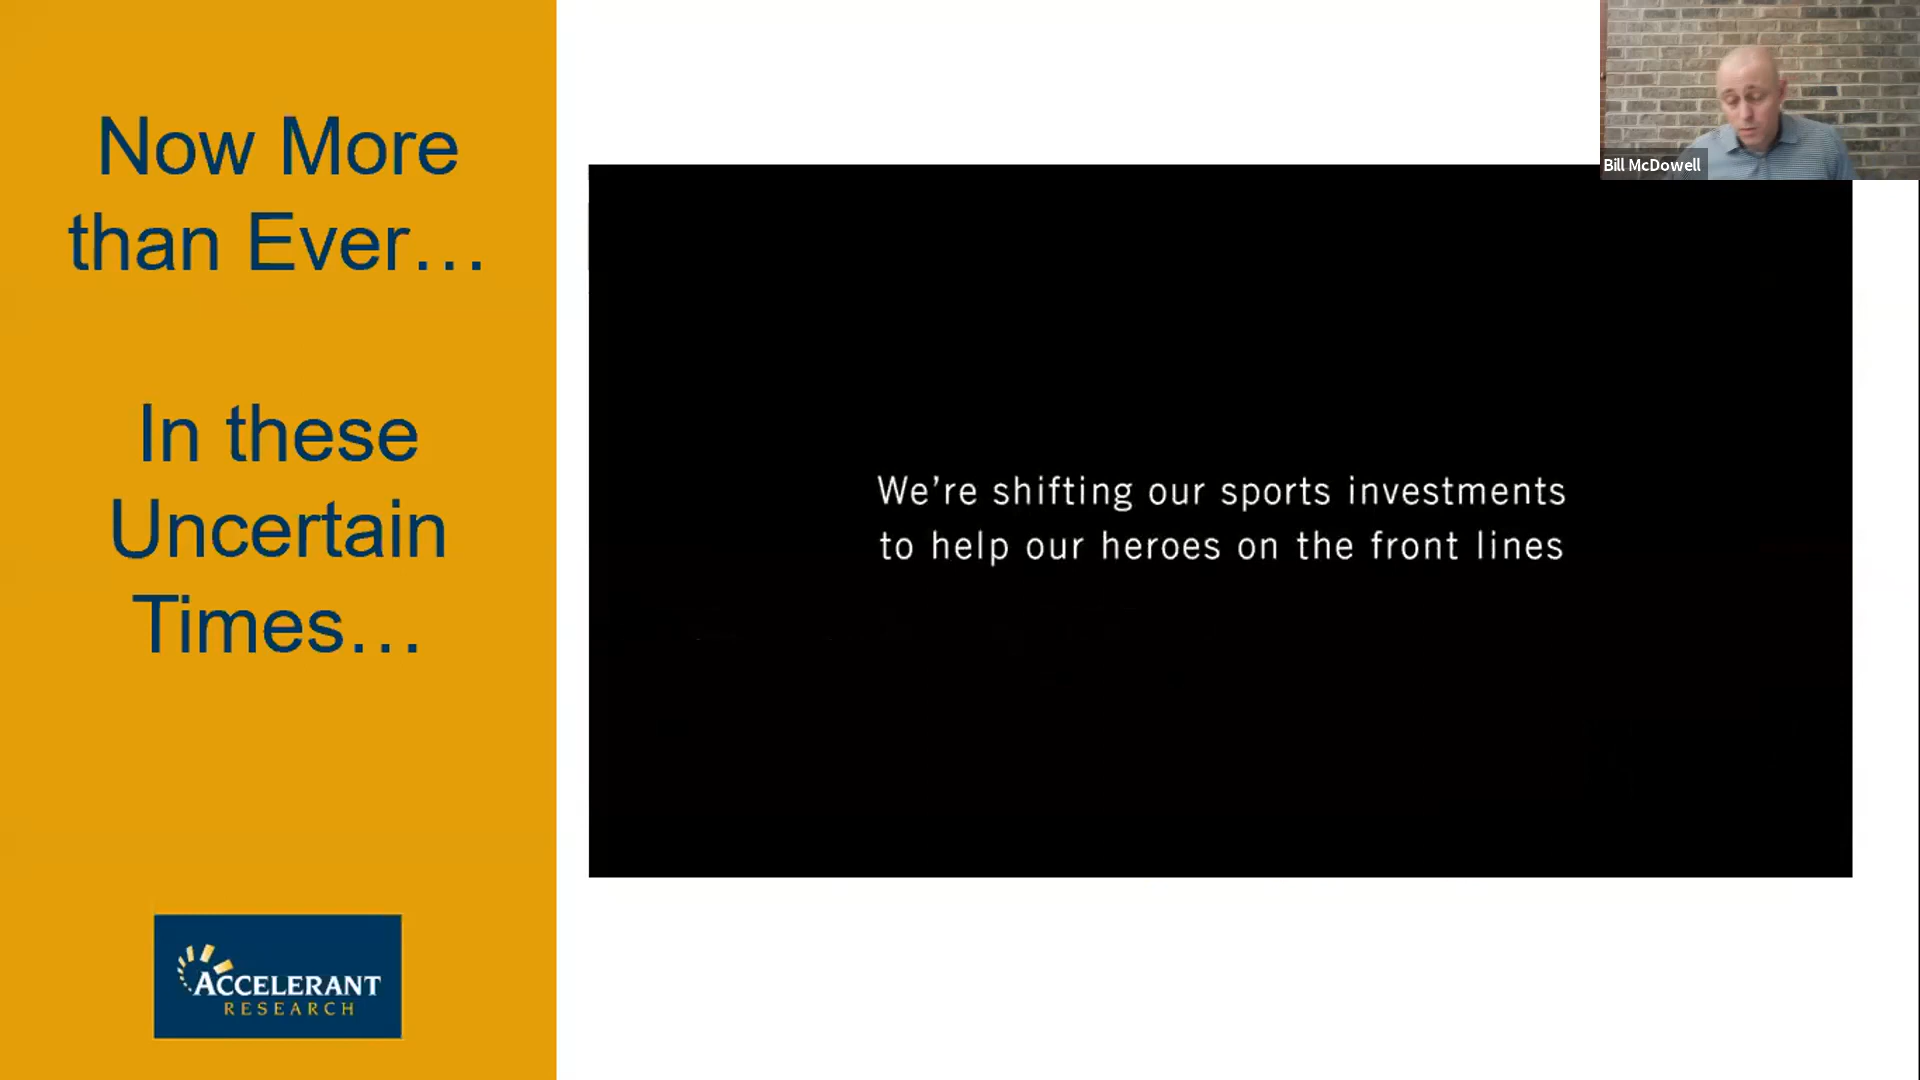 Now More
than Ever…
In these
Uncertain
Times…
ACCELERANT
RESEARCH
We’re shifting our sports investments
to help our heroes on the front lines
Bill McDowell